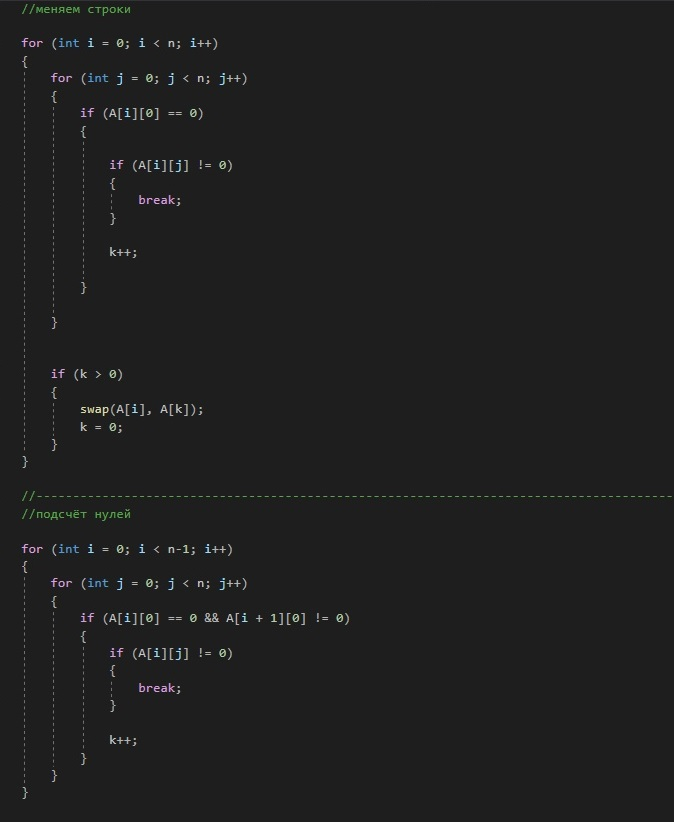 //меняем строки
for (int i = 0; i < n; i++)
{
for (int j = 0; j < n; j++)
{
if (A[i][0] == 0)
{
if (A[i][j] != 0)
{
break;
}
k++;
}
}
if (k > 0)
{
swap(A[i], A[k]);
k = 0;
}
}
//----------------------------------------------------------------------------------------
//подсчёт нулей
for (int i = 0; i < n-1; i++)
{
for (int j = 0; j < n; j++)
{
if (A[i][0] == 0 && A[i + 1][0] != 0)
{
if (A[i][j] != 0)
{
break;
}
k++;
}
}
}